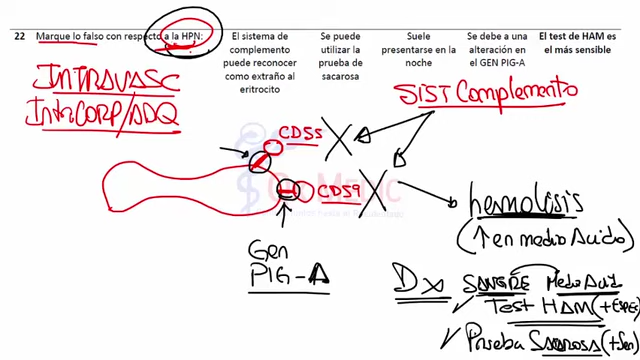 22 Marque lo falso con respecto a la HPN:
El sistema de complemento puede reconocer como extraño al eritrocito
Se puede utilizar la prueba de sacarosa
Suele presentarse en la noche
Se debe a una alteración en el GEN PIG-A
El test de HAM es el más sensible
INTRAVASC
IntrCORP/ADQ
SIST Complemento
CD55
CD59
Gen
PIG-A
hemolisis
(↑ en medio Acido)
Dx SANGRE Medio Acid
Test HAM (+ESPEC
Prueba Sacarosa (+Sen)